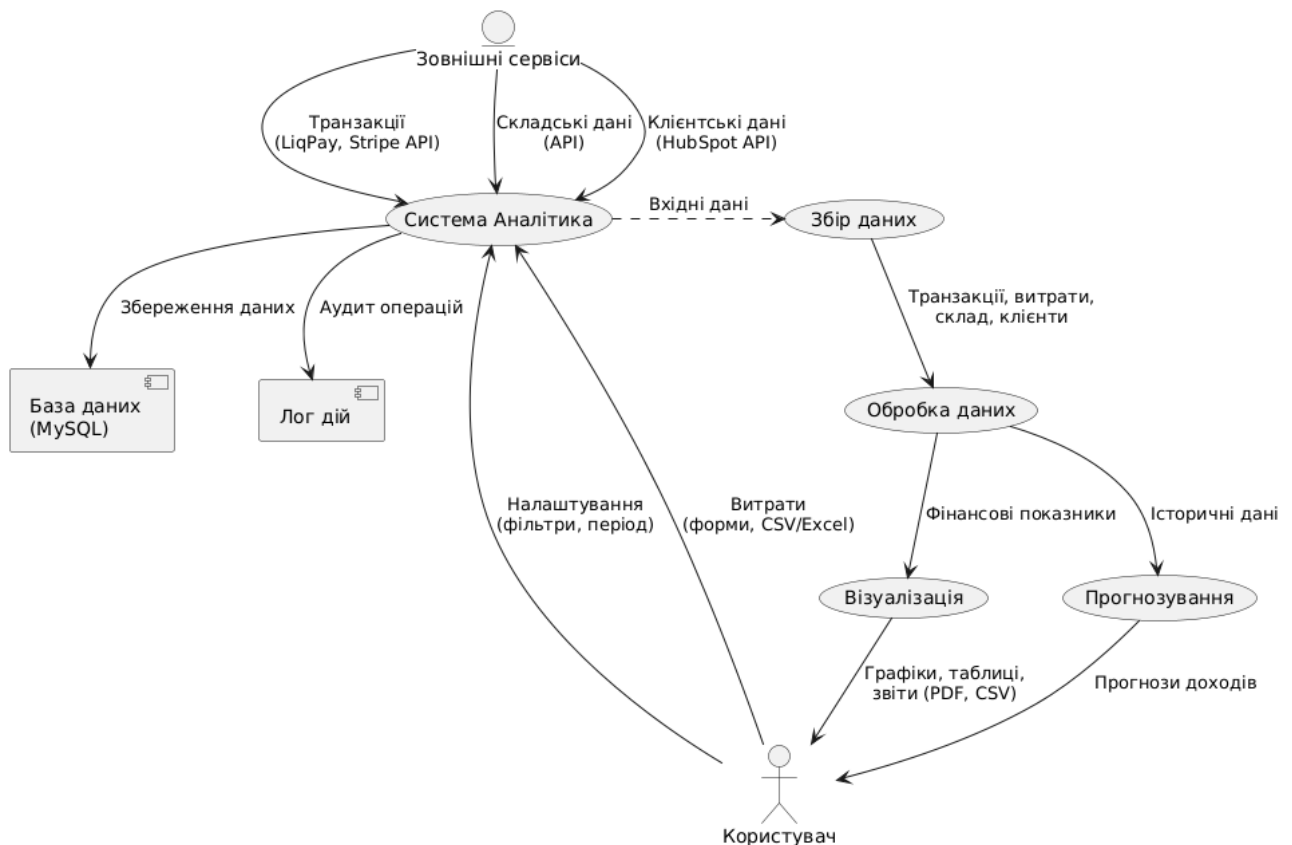 Зовнішні сервіси
Транзакції
(LiqPay, Stripe API)
Складські дані
(API)
Клієнтські дані
(HubSpot API)
Система Аналітика
Вхідні дані
Збір даних
Збереження даних
Аудит операцій
Транзакції, витрати,
склад, клієнти
База даних
(MySQL)
Лог дій
Обробка даних
Налаштування
(фільтри, період)
Витрати
(форми, CSV/Excel)
Фінансові показники
Історичні дані
Візуалізація
Прогнозування
Графіки, таблиці,
звіти (PDF, CSV)
Прогнози доходів
Користувач